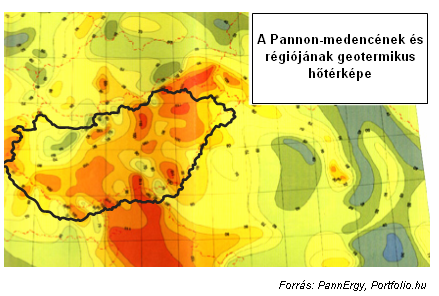 A Pannon-medencének és
régiójának geotermikus
hőtérképe
Forrás: PannErgy, Portfolio.hu